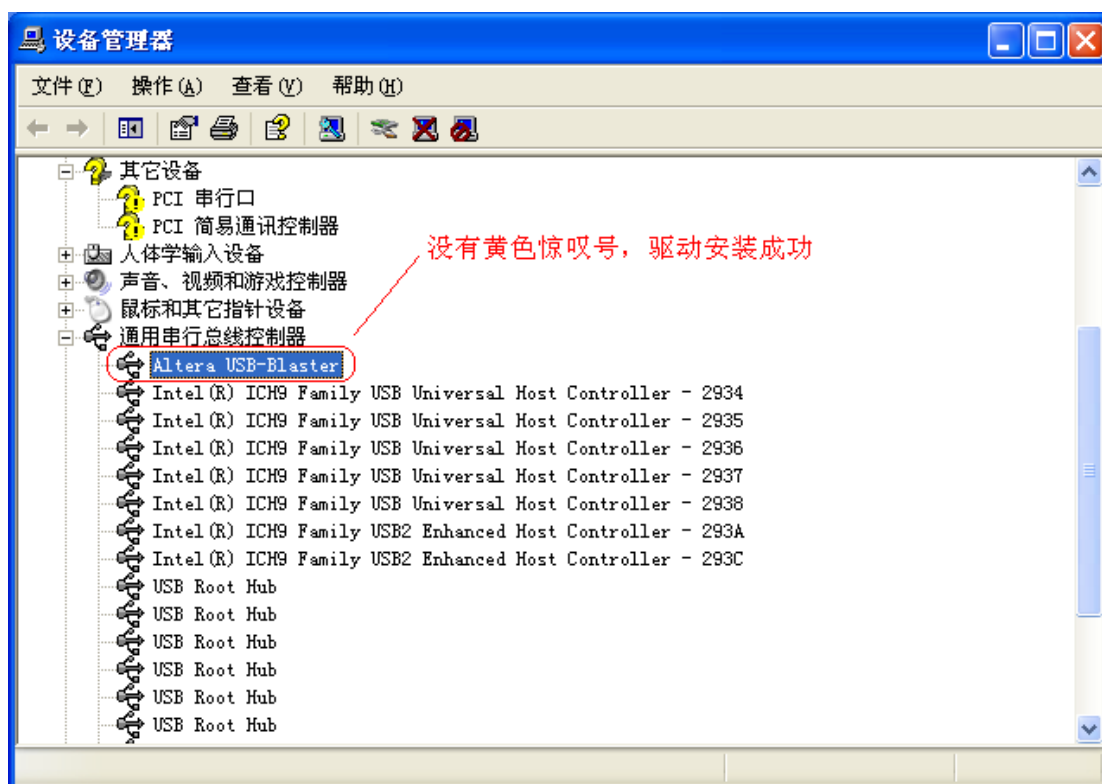 设备管理器
文件(F) 操作(A) 查看(V) 帮助(H)
其它设备
PCI 串行口
PCI 简易通讯控制器
人体学输入设备
没有黄色惊叹号，驱动安装成功
声音、视频和游戏控制器
鼠标和其它指针设备
通用串行总线控制器
Altera USB-Blaster
Intel(R) ICH9 Family USB Universal Host Controller - 2934
Intel(R) ICH9 Family USB Universal Host Controller - 2935
Intel(R) ICH9 Family USB Universal Host Controller - 2936
Intel(R) ICH9 Family USB Universal Host Controller - 2937
Intel(R) ICH9 Family USB Universal Host Controller - 2938
Intel(R) ICH9 Family USB2 Enhanced Host Controller - 293A
Intel(R) ICH9 Family USB2 Enhanced Host Controller - 293C
USB Root Hub
USB Root Hub
USB Root Hub
USB Root Hub
USB Root Hub
USB Root Hub